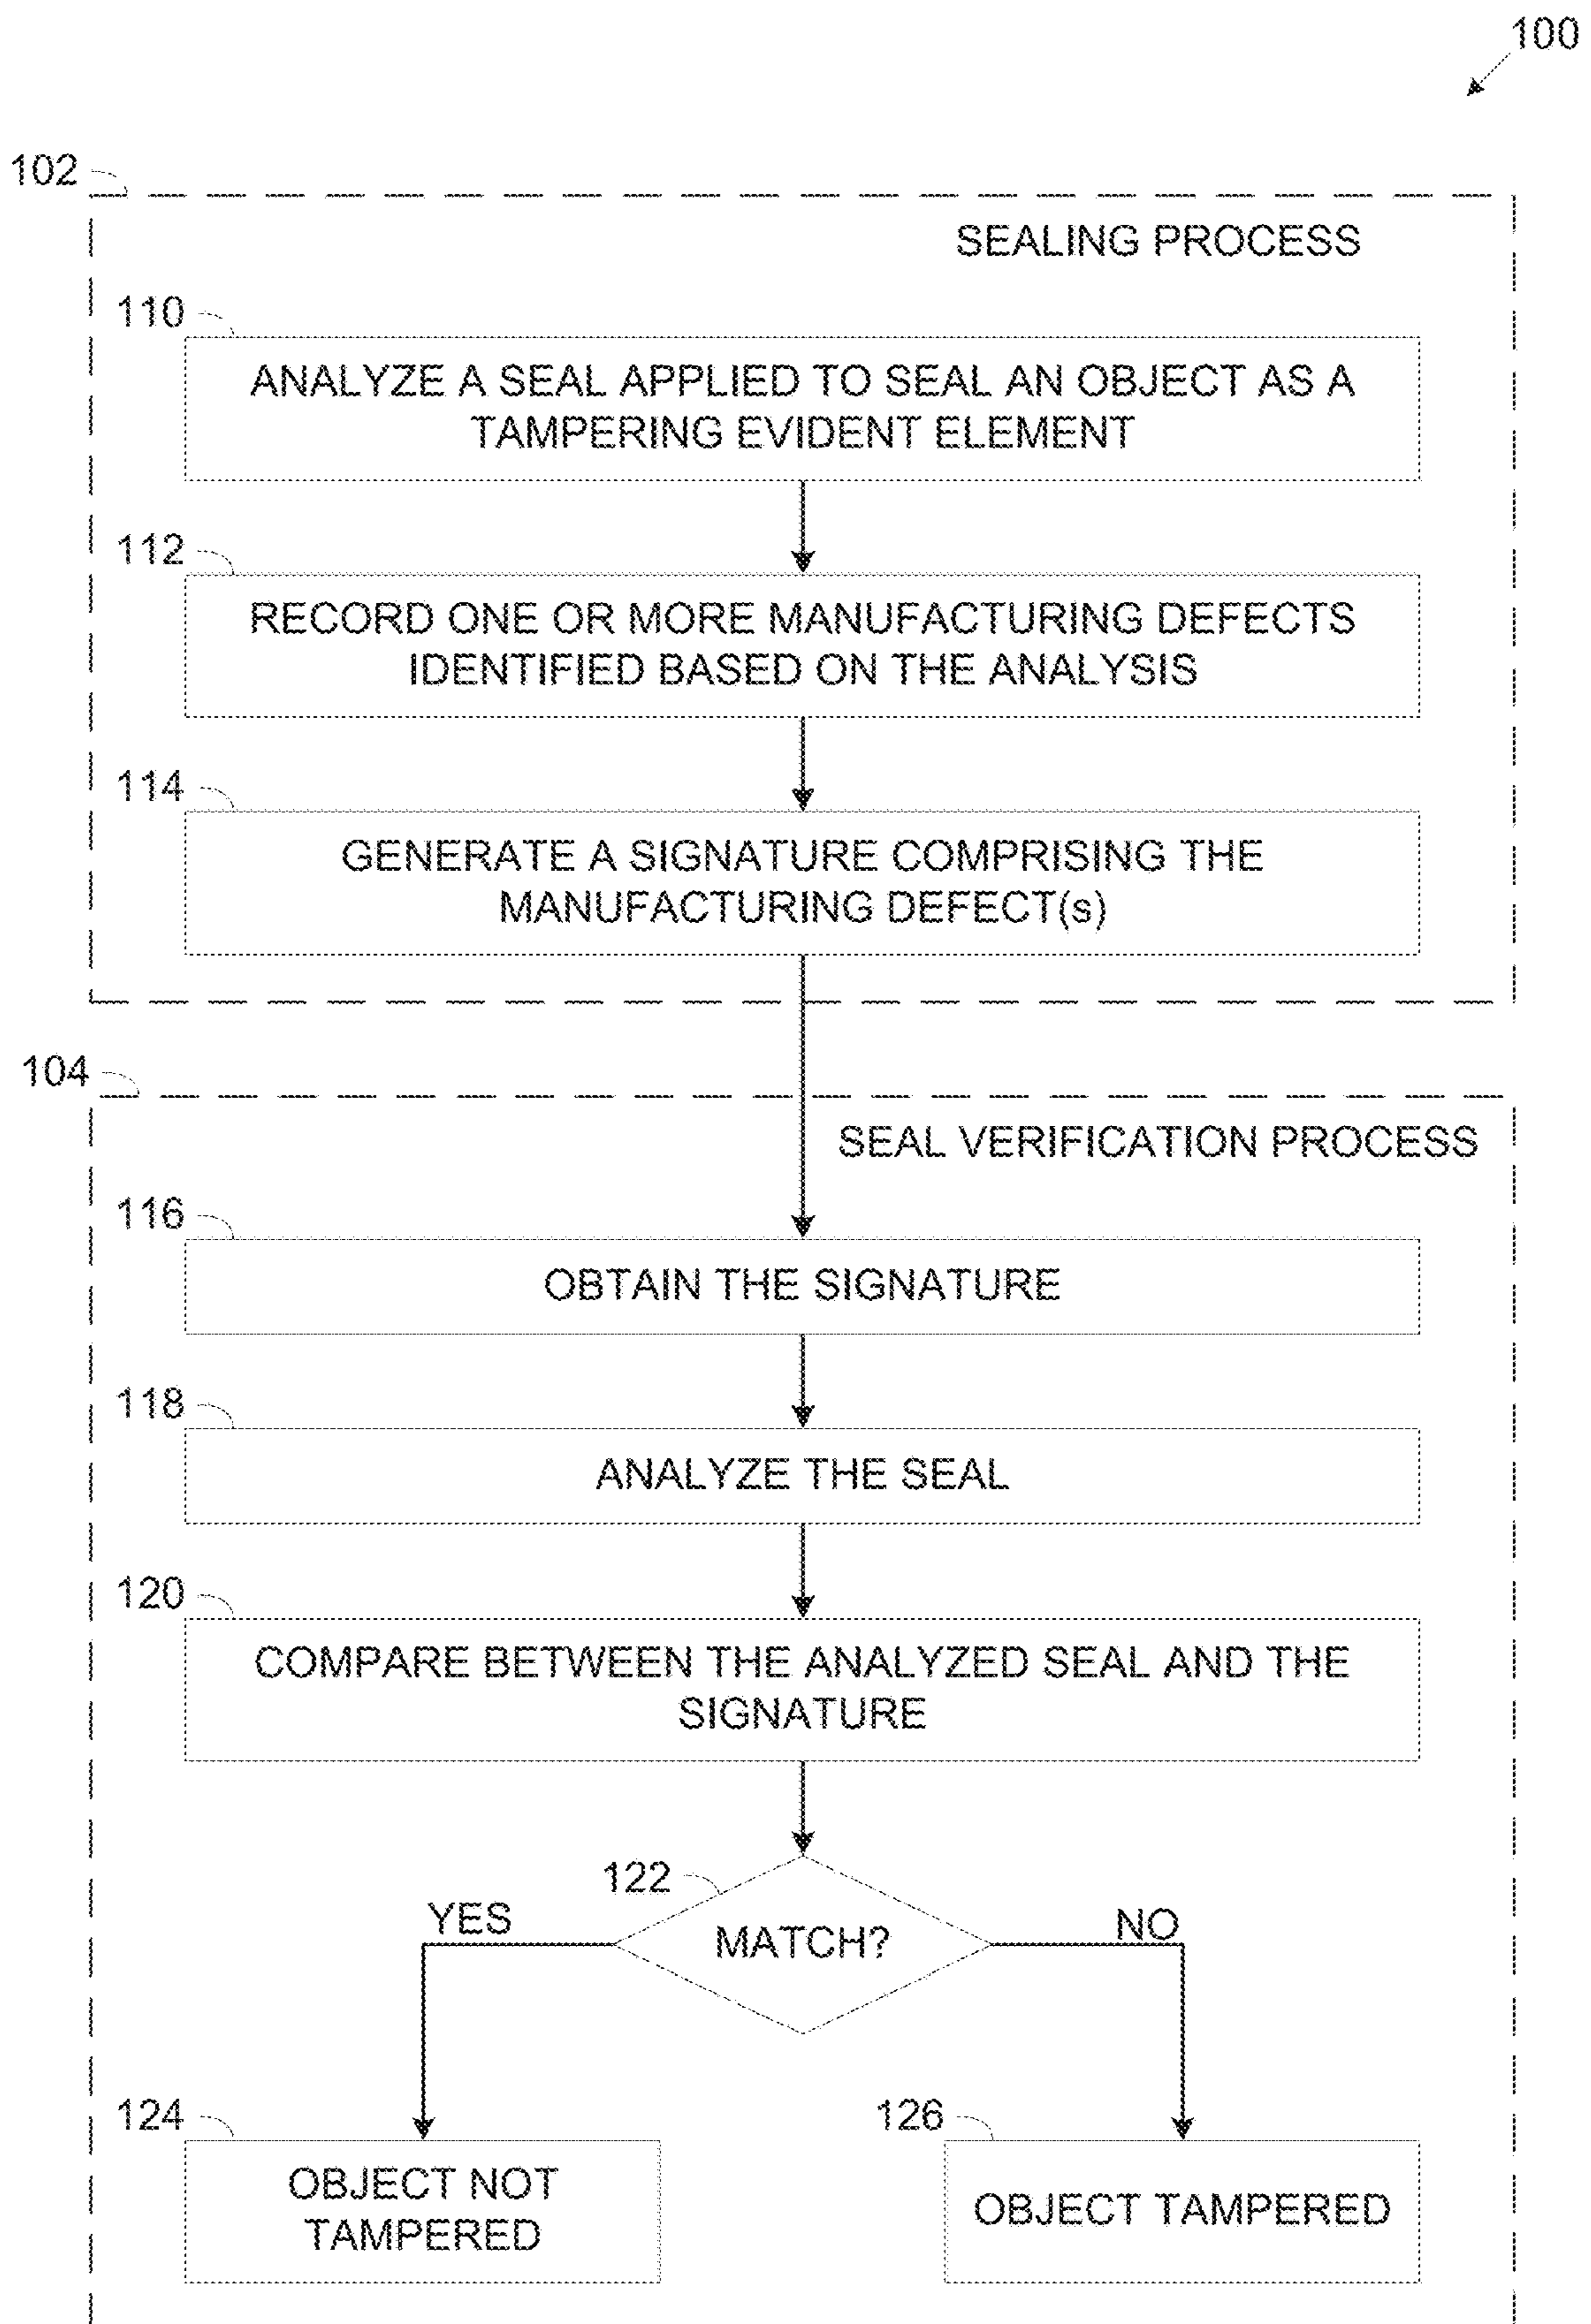 100
102
SEALING PROCESS
110
ANALYZE A SEAL APPLIED TO SEAL AN OBJECT AS A
TAMPERING EVIDENT ELEMENT
112
RECORD ONE OR MORE MANUFACTURING DEFECTS
IDENTIFIED BASED ON THE ANALYSIS
114
GENERATE A SIGNATURE COMPRISING THE
MANUFACTURING DEFECT(s)
104
SEAL VERIFICATION PROCESS
116
OBTAIN THE SIGNATURE
118
ANALYZE THE SEAL
120
COMPARE BETWEEN THE ANALYZED SEAL AND THE
SIGNATURE
122
YES
MATCH?
NO
124
OBJECT NOT
TAMPERED
126
OBJECT TAMPERED